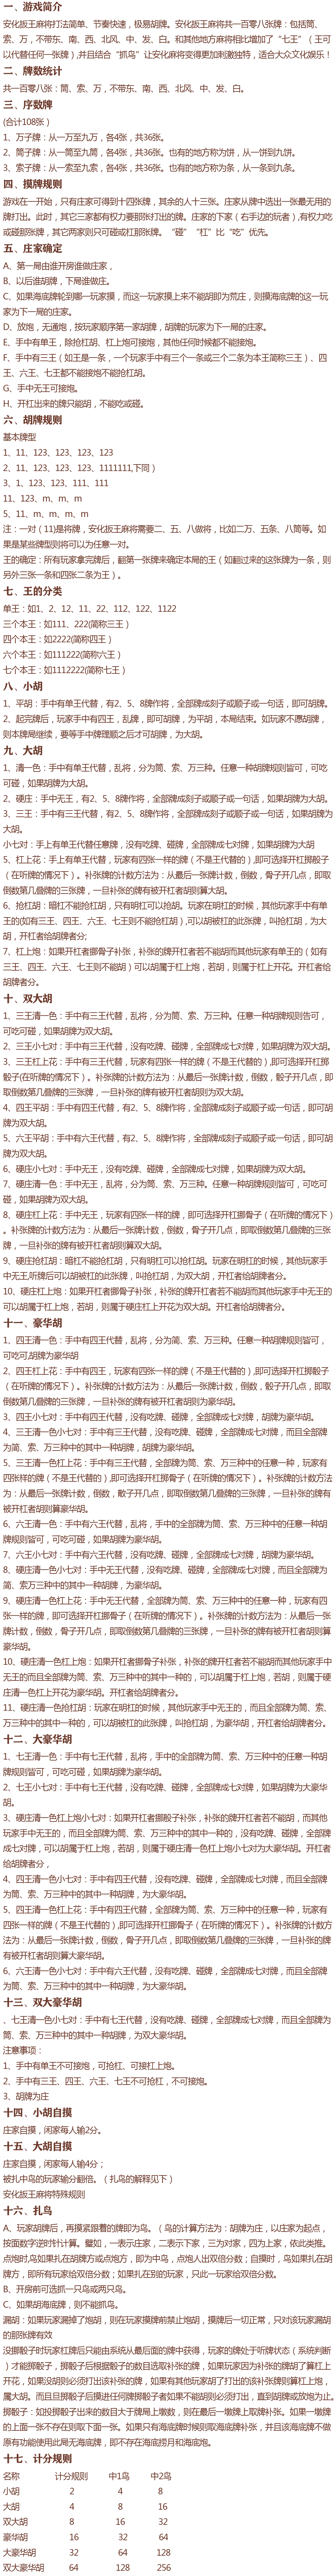 一、游戏简介
安化扳王麻将打法简单、节奏快速，极易胡牌。安化扳王麻将共一百零八张牌：包括筒、
索、万，不带东、南、西、北风、中、发、白。和其他地方麻将相比增加了“七王”（王可
以代替任何一张牌),并且结合“抓鸟”让安化麻将变得更加刺激独特，适合大众文化娱乐！
二、牌数统计
共一百零八张：筒、索、万，不带东、南、西、北风、中、发、白。
三、序数牌
(合计108张）
1、万子牌：从一万至九万，各4张，共36张。
2、筒子牌：从一筒至九筒，各4张，共36张。也有的地方称为饼，从一饼到九饼。
3、索子牌：从一索至九索，各4张，共36张。也有的地方称为条，从一条到九条。
四、摸牌规则
游戏在一开始，只有庄家可得到十四张牌，其余的人十三张。庄家从牌中选出一张最无用的
牌打出。此时，其它三家都有权力要那张打出的牌。庄家的下家（右手边的玩者）,有权力吃
或碰那张牌，其它两家则只可碰或杠那张牌。“碰”“杠”比“吃”优先。
五、庄家确定
A、第一局由谁开房谁做庄家，
B、以后谁胡牌，下局谁做庄。
C、如果海底牌轮到哪一玩家摸，而这一玩家摸上来不能胡即为荒庄，则摸海底牌的这一玩
家为下一局的庄家。
D、放炮，无通炮，按玩家顺序第一家胡牌，胡牌的玩家为下一局的庄家。
E、手中有单王，除抢杠胡、杠上炮可接炮，其他任何时都不能接炮。
F、手中有三王（如王是一条，一个玩家手中有三个一条或三个二条为本王简称三王）、四
王、六王、七王都不能接炮不能抢杠胡。
G、手中无王可接炮。
H、开杠出来的牌只能胡，不能吃或碰。
六、胡牌规则
基本牌型
1、11、123、123、123、123
2、11、123、123、123、1111111,下同）
3、1、123、123、111、111
11、123、m、m、m
5、11、m、m、m、m
注：一对（11)是将牌，安化扳王麻将需要二、五、八做将，比如二万、五条、八筒等。如
果是某些牌型则将可以为任意一对。
王的确定：所有玩家拿完牌后，翻第一张牌来确定本局的王（如翻过来的这张牌为一条，则
另外三张一条和四张二条为王）。
七、王的分类
单王：如1、2、12、11、22、112、122、1122
三个本王：如111、222(简称三王）
四个本王：如2222(简称四王）
六个本王：如111222(简称六王）
七个本王：如1112222(简称七王）
八、小胡
1、平胡：手中有单王代替，有2、5、8牌作将，全部牌成刻子或顺子或一句话，即可胡牌。
2、起完牌后，玩家手中有四王，乱牌，即可胡牌，为平胡，本局结束。如玩家不愿胡牌，
则本牌局继续，要等手中牌理顺之后才可胡牌，为大胡。
九、大胡
1、清一色：手中有单王代替，乱将，分为筒、索、万三种。任意一种胡牌规则皆可，可吃
可碰，如果胡牌为大胡。
2、硬庄：手中无王，有2、5、8牌作将，全部牌成刻子或顺子或一句话，如果胡牌为大胡。
3、三王：手中有三王代替，有2、5、8牌作将，全部牌成刻子或顺子或一句话，如果胡牌为
大胡。
小七对：手上有单王代替任意牌，没有吃牌、碰牌，全部牌成七对牌，如果胡牌为大胡
5、杠上花：手上有单王代替，玩家有四张一样的牌（不是王代替的）,即可选择开杠掷骰子
（在听牌的情况下）。补张牌的计数方法为：从最后一张牌计数，倒数，骰子开几点，即取
倒数第几叠牌的三张牌，一旦补张的牌有被开杠者胡则算大胡。
6、抢杠胡：暗杠不能抢杠只，只有明杠可以抢胡。玩家在明杠的时候，其他玩家手中有单
王的(如有三王、四王、六王、七王则不能抢杠胡）,可以胡被杠的此张牌，叫抢杠胡，为大
胡，开杠者给胡牌者分;
7、杠上炮：如果开杠者掷骰子补张，补张的牌开杠者若不能胡而其他玩家有单王的（如有
三王、四王、六王、七王则不能胡）可以胡属于杠上炮，若胡，则属于杠上开花。开杠者给
胡牌者分。
十、双大胡
1、三王清一色：手中有三王代替，乱将，分为筒、索、万三种。任意一种胡牌规则皆可，
可吃可碰，如果胡牌为双大胡。
2、三王小七对：手中有三王代替，没有吃牌、碰牌，全部牌成七对牌，如果胡牌为双大胡。
3、三王杠上花：手中有三王代替，玩家有四张一样的牌（不是王代替的）,即可选择开杠掷
骰子(在听牌的情况下）。补张牌的计数方法为：从最后一张牌计数，倒数，骰子开几点，即
取倒数第几叠牌的三张牌，一旦补张的牌有被开杠者胡则为双大胡。
4、四王平胡：手中有四王代替，有2、5、8牌作将，全部牌成刻子或顺子或一句话，即可胡
牌为双大胡。
5、六王平胡：手中有六王代替，有2、5、8牌作将，全部牌成刻子或顺子或一句话，即可胡
牌为双大胡。
6、硬庄小七对：手中无王，没有吃牌、碰牌，全部牌成七对牌，如果胡牌为双大胡。
7、硬庄清一色：手中无王，乱将，分为筒、索、万三种。任意一种胡牌规则皆可，可吃可
碰，如果胡牌为双大胡。
8、硬庄杠上花：手中无王，玩家有四张一样的牌，即可选择开杠掷骨子（在听牌的情况下）
。补张牌的计数方法为：从最后一张牌计数，倒数，骨子开几点，即取倒数第几叠牌的三张
牌，一旦补张的牌有被开杠者胡则算双大胡。
9、硬庄抢杠胡：暗杠不能抢杠胡，只有明杠可以抢杠胡。玩家在明杠的时候，其他玩家手
中无王,听牌后可以胡被杠的此张牌，叫抢杠胡，为双大胡，开杠者给胡牌者分。
10、硬庄杠上炮：如果开杠者掷骨子补张，补张的牌开杠者若不能胡而其他玩家手中无王的
可以胡属于杠上炮，若胡，则属于硬庄杠上开花为双大胡。开杠者给胡牌者分。
十一、豪华胡
1、四王清一色：手中有四王代替，乱将，分为筒、索、万三种。任意一种胡牌规则皆可，
可吃可,胡牌为豪华胡
2、四王杠上花：手中有四王，玩家有四张一样的牌（不是王代替的）,即可选择开杠掷骰子
（在听牌的情况下）。补张牌的计数方法为：从最后一张牌计数，倒数，骰子开几点，即取
倒数第几叠牌的三张牌，一旦补张的牌有被开杠者胡则为豪华胡。
3、四王小七对：手中有四王代替，没有吃牌、碰牌，全部牌成七对牌，胡牌为豪华胡。
4、三王清一色小七对：手中有三王代替，没有吃牌、碰牌，全部牌成七对牌，而且全部牌
为筒、索、万三种中的其中一种胡牌，胡牌为豪华胡。
5、三王清一色杠上花：手中有三王代替，全部牌为筒、索、万三种中的任意一种，玩家有
四张样的牌（不是王代替的）,即可选择开杠掷骨子（在听牌的情况下）。补张牌的计数方法
为：从最后一张牌计数，倒数，散子开几点，即取倒数第几叠牌的三张牌，一旦补张的牌有
被开杠者胡则算豪华胡。
6、六王清一色：手中有六王代替，乱将，手中的全部牌为筒、索、万三种中的任意一种胡
牌规则皆可，可吃可碰，如果胡牌为豪华胡。
7、六王小七对：手中有六王代替，没有吃牌、碰牌，全部牌成七对牌，胡牌为豪华胡。
8、硬庄清一色小七对：手中无王代替，没有吃牌、碰牌，全部牌成七对牌，而且全部牌为
筒、索万三种中的其中一种胡牌，为豪华胡。
9、硬庄清一色杠上花：手中无王代替，全部牌为筒、索、万三种中的任意一种，玩家有四
张一样的牌，即可选择开杠掷骨子（在听牌的情况下）。补张牌的计数方法为：从最后一张
牌计数，倒数，骨子开几点，即取倒数第几叠牌的三张牌，一旦补张的牌有被开杠者胡则算
豪华胡。
10、硬庄清一色杠上炮：如果开杠者掷骨子补张，补张的牌开杠者若不能胡而其他玩家手中
无王的而且全部牌为筒、索、万三种中的其中一种的，可以胡属于杠上炮，若胡，则属于硬
庄清一色杠上开花为豪华胡。开杠者给胡牌者分。
11、硬庄清一色抢杠胡：玩家在明杠的时候，其他玩家手中无王的，而且全部牌为筒、索、
万三种中的其中一种的，可以胡被杠的此张牌，叫抢杠胡，为豪华胡，开杠者给胡牌者分。
十二、大豪华胡
1、七王清一色：手中有七王代替，乱将，手中的全部牌为筒、索、万三种中的任意一种胡
牌规则皆可，可吃可碰，如果胡牌为豪华胡。
2、七王小七对：手中有七王代替，没有吃牌、碰牌，全部牌成七对牌，如果胡牌为大豪华
胡。
3、硬庄清一色杠上炮小七对：如果开杠者掷骰子补张，补张的牌开杠者若不能胡，而其他
玩家手中无王的，而且全部牌为筒、索、万三种中的其中一种的，没有吃牌、碰牌，全部牌
成七对牌，可以胡属于杠上炮，若胡，则属于硬庄清一色杠上炮小七对为大豪华胡。开杠者
给胡牌者分，
4、四王清一色小七对：手中有四王代替，没有吃牌、碰牌，全部牌成七对牌，而且全部牌
为筒、索、万三种中的其中一种胡牌，为大豪华胡。
5、四王清一色杠上花：手中有四王代替，全部牌为筒、索、万三种中的任意一种，玩家有
四张一样的牌（不是王代替的）,即可选择开杠掷骨子（在听牌的情况下）。补张牌的计数方
法为：从最后一张牌计数，倒数，骨子开几点，即取倒数第几叠牌的三张牌，一旦补张的牌
有被开杠者胡则算大豪华胡。
6、六王清一色小七对：手中有六王代替，没有吃牌、碰牌，全部牌成七对牌，而且全部牌
为筒、索、万三种中的其中一种胡牌，为大豪华胡。
十三、双大豪华胡
、七王清一色小七对：手中有七王代替，没有吃牌、碰牌，全部牌成七对牌，而且全部牌为
筒、索、万三种中的其中一种胡牌，为双大豪华胡。
注意事项：
1、手中有单王不可接炮，可抢杠、可接杠上炮。
2、手中有三王、四王、六王、七王不可抢杠，不可接炮。
3、胡牌为庄
十四、小胡自摸
庄家自摸，闲家每人输2分。
十五、大胡自摸
庄家自摸，闲家每人输4分；
被扎中鸟的玩家输分翻倍。（扎鸟的解释见下）
安化扳王麻将特殊规则
十六、扎鸟
A、玩家胡牌后，再摸紧跟着的牌即为鸟。（鸟的计算方法为：胡牌为庄，以庄家为起点，
按面数字逆时针计算。譬如，一表示庄家，二表示下家，三为对家，四为上家，依此类推。
点炮时,鸟如果扎在胡牌方或点炮方，即为中鸟，点炮人出双倍分数；自摸时，鸟如果扎在胡
牌方，即所有玩家给双倍分数；如果扎在别的玩家，只此一玩家给双倍分数。
B、开房前可选抓一只鸟或两只鸟。
C、如果胡海底牌，则不能抓鸟。
漏胡：如果玩家漏掉了炮胡，则在玩家摸牌前禁止炮胡，摸牌后一切正常，只对该玩家漏胡
的那张牌有效
没掷骰子时玩家杠牌后只能由系统从最后面的牌中获得，玩家的牌处于听牌状态（系统判断
）才能掷骰子，掷骰子后根据骰子的数目选取补张的牌，如果玩家因为补张的牌胡了算杠上
开花，如果没胡则必须打出该补张的牌，如果有其他玩家胡了打出的该补张牌则算杠上炮，
属大胡。而且旦掷骰子后摸进任何牌掷骰者如果不能胡则必须打出，直到胡牌或放炮为止。
掷骰子：如投掷骰子出来的数目大于牌局上墩数，则在最后一墩牌上取牌补张。如果一墩牌
的上面一张不存在则取下面一张。如果只有海底牌时候则取海底牌补张，并且该海底牌不做
原有功能使用此局无海底牌，即不存在海底捞月和海底炮。
十七、计分规则
名称 计分规则 中1鸟 中2鸟
小胡 2 4 8
大胡 4 8 16
双大胡 8 16 32
豪华胡 16 32 64
大豪华胡 32 64 128
双大豪华胡 64 128 256